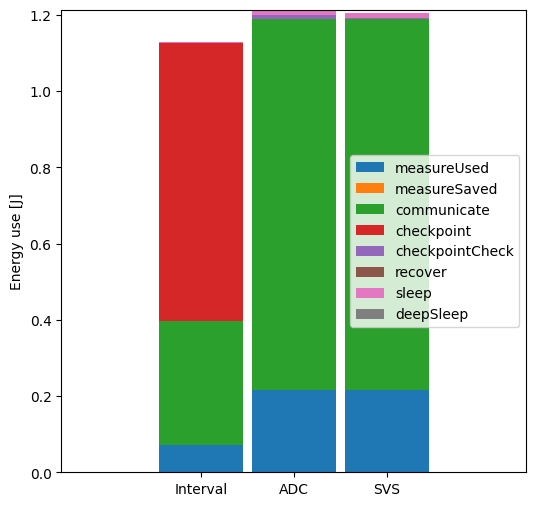 1.2
1.0
0.8
0.6
0.4
0.2
0.0
Energy use [J]
measureUsed
measureSaved
communicate
checkpoint
checkpointCheck
recover
sleep
deepSleep
Interval
ADC
SVS